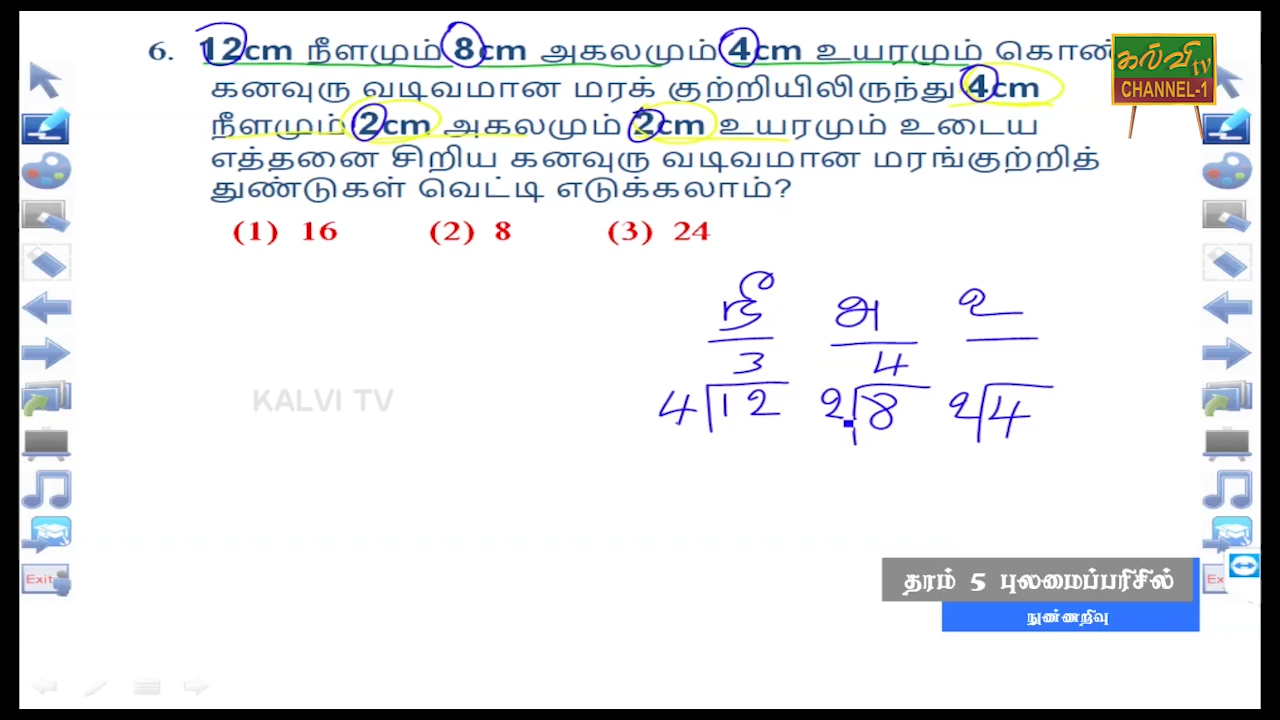 6. 12cm நீளமும் 8cm அகலமும் 4cm உயரமும் கொண்
கனவுரு வடிவமான மரக் குற்றியிலிருந்து 4cm
நீளமும் 2cm அகலமும் 2cm உயரமும் உடைய
எத்தனை சிறிய கனவுரு வடிவமான மரங்குற்றித்
துண்டுகள் வெட்டி எடுக்கலாம்?
(1) 16 (2) 8 (3) 24
நீ அ உ
3 4
4 12 2 8 2 4
KALVI TV
கல்வி TV
CHANNEL-1
தரம் 5 புலமைப்பரிசில்
நுண்ணறிவு
Exit
Ex